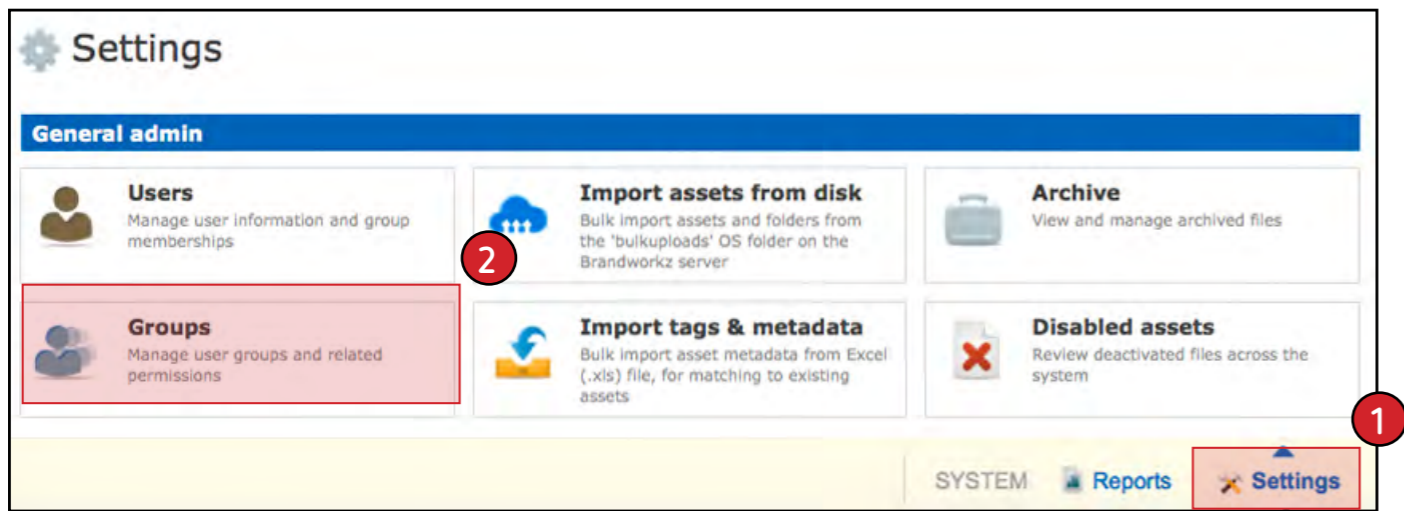 Settings
General admin
Users
Manage user information and group
memberships
Import assets from disk
Bulk import assets and folders from
the 'bulkuploads' OS folder on the
Brandworkz server
Archive
View and manage archived files
2
Groups
Manage user groups and related
permissions
Import tags & metadata
Bulk import asset metadata from Excel
(.xls) file, for matching to existing
assets
Disabled assets
Review deactivated files across the
system
1
SYSTEM Reports Settings